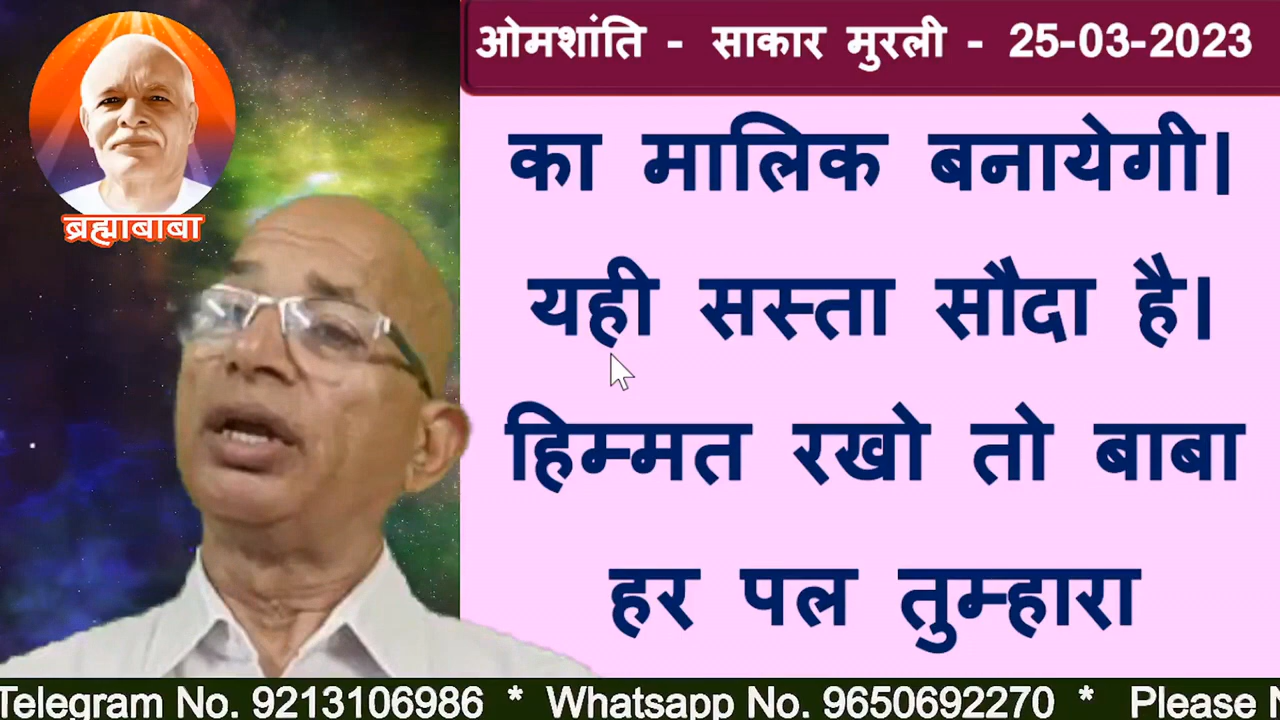 ओमशांति - साकार मुरली - 25-03-2023
ब्रह्माबाबा
का मालिक बनायेगी।
यही सस्ता सौदा है।
हिम्मत रखो तो बाबा
हर पल तुम्हारा
Telegram No. 9213106986 * Whatsapp No. 9650692270 * Please